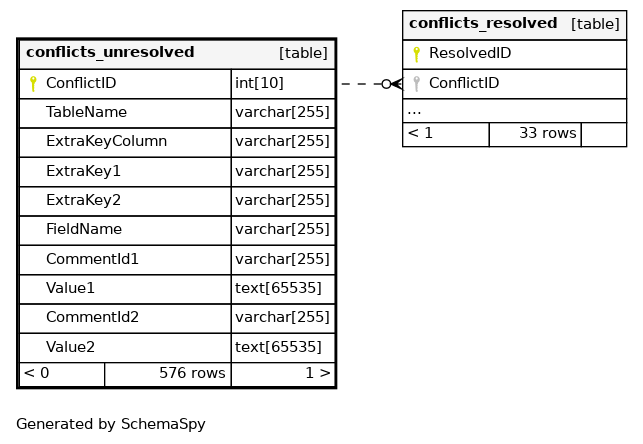 conflicts_unresolved [table]
ConflictID int[10]
TableName varchar[255]
ExtraKeyColumn varchar[255]
ExtraKey1 varchar[255]
ExtraKey2 varchar[255]
FieldName varchar[255]
CommentId1 varchar[255]
Value1 text[65535]
CommentId2 varchar[255]
Value2 text[65535]
< 0 576 rows 1 >
conflicts_resolved [table]
ResolvedID
ConflictID
...
< 1 33 rows
Generated by SchemaSpy